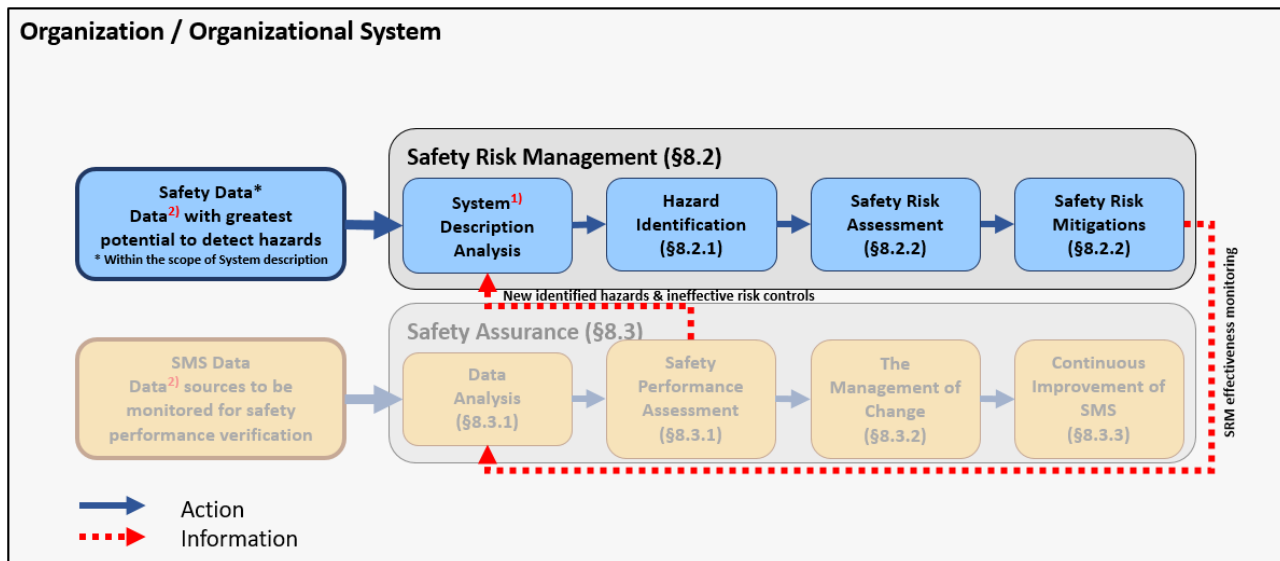 Organization / Organizational System
Safety Risk Management (§8.2)
Safety Data*
Data2) with greatest
potential to detect hazards
* Within the scope of System description
System1)
Description
Analysis
Hazard
Identification
(§8.2.1)
Safety Risk
Assessment
(§8.2.2)
Safety Risk
Mitigations
(§8.2.2)
New identified hazards & ineffective risk controls
SRM effectiveness monitoring
Safety Assurance (§8.3)
SMS Data
Data2) sources to be
monitored for safety
performance verification
Data
Analysis
(§8.3.1)
Safety
Performance
Assessment
(§8.3.1)
The
Management of
Change
(§8.3.2)
Continuous
Improvement of
SMS
(§8.3.3)
Action
Information